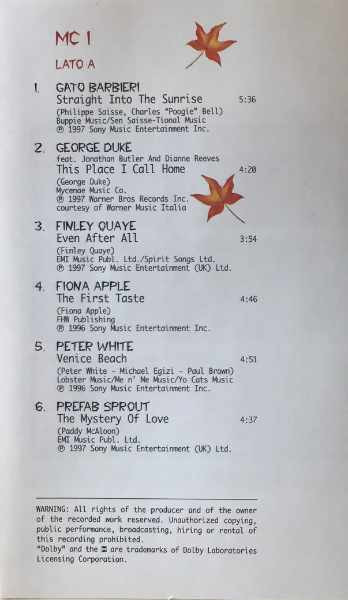 MC 1
LATO A
1. GATO BARBIERI
Straight Into The Sunrise 5:36
(Philippe Saisse, Charles "Poogie" Bell)
Buppie Music/Sen Saisse-Tional Music
℗ 1997 Sony Music Entertainment Inc.
2. GEORGE DUKE
feat. Jonathan Butler And Dianne Reeves
This Place I Call Home 4:20
(George Duke)
Mycenae Music Co.
℗ 1997 Warner Bros Records Inc.
courtesy of Warner Music Italia
3. FINLEY QUAYE
Even After All 3:54
(Finley Quaye)
EMI Music Publ. Ltd./Spirit Songs Ltd.
℗ 1997 Sony Music Entertainment (UK) Ltd.
4. FIONA APPLE
The First Taste 4:46
(Fiona Apple)
FHW Publishing
℗ 1996 Sony Music Entertainment Inc.
5. PETER WHITE
Venice Beach 4:51
(Peter White - Michael Egizi - Paul Brown)
Lobster Music/Me n' Me Music/Yo Cats Music
℗ 1996 Sony Music Entertainment Inc.
6. PREFAB SPROUT
The Mystery Of Love 4:37
(Paddy McAloon)
EMI Music Publ. Ltd.
℗ 1997 Sony Music Entertainment (UK) Ltd.
WARNING: All rights of the producer and of the owner
of the recorded work reserved. Unauthorized copying,
public performance, broadcasting, hiring or rental of
this recording prohibited.
"Dolby" and the are trademarks of Dolby Laboratories
Licensing Corporation.